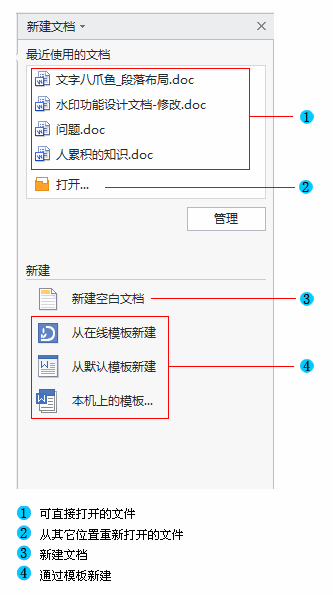 新建文档
最近使用的文档
文字八爪鱼_段落布局.doc
水印功能设计文档-修改.doc
问题.doc
人累积的知识.doc
1
打开...
2
管理
新建
新建空白文档
3
从在线模板新建
从默认模板新建
4
本机上的模板...
1 可直接打开的文件
2 从其它位置重新打开的文件
3 新建文档
4 通过模板新建